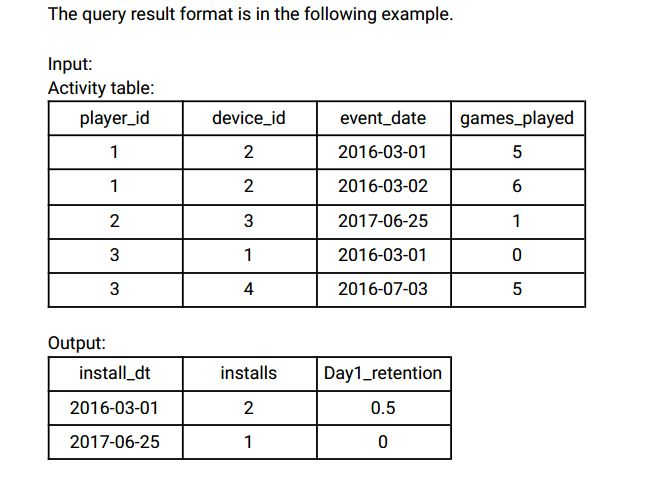 The query result format is in the following example.
Input:
Activity table:
player_id device_id event_date games_played
1 2 2016-03-01 5
1 2 2016-03-02 6
2 3 2017-06-25 1
3 1 2016-03-01 0
3 4 2016-07-03 5
Output:
install_dt installs Day1_retention
2016-03-01 2 0.5
2017-06-25 1 0